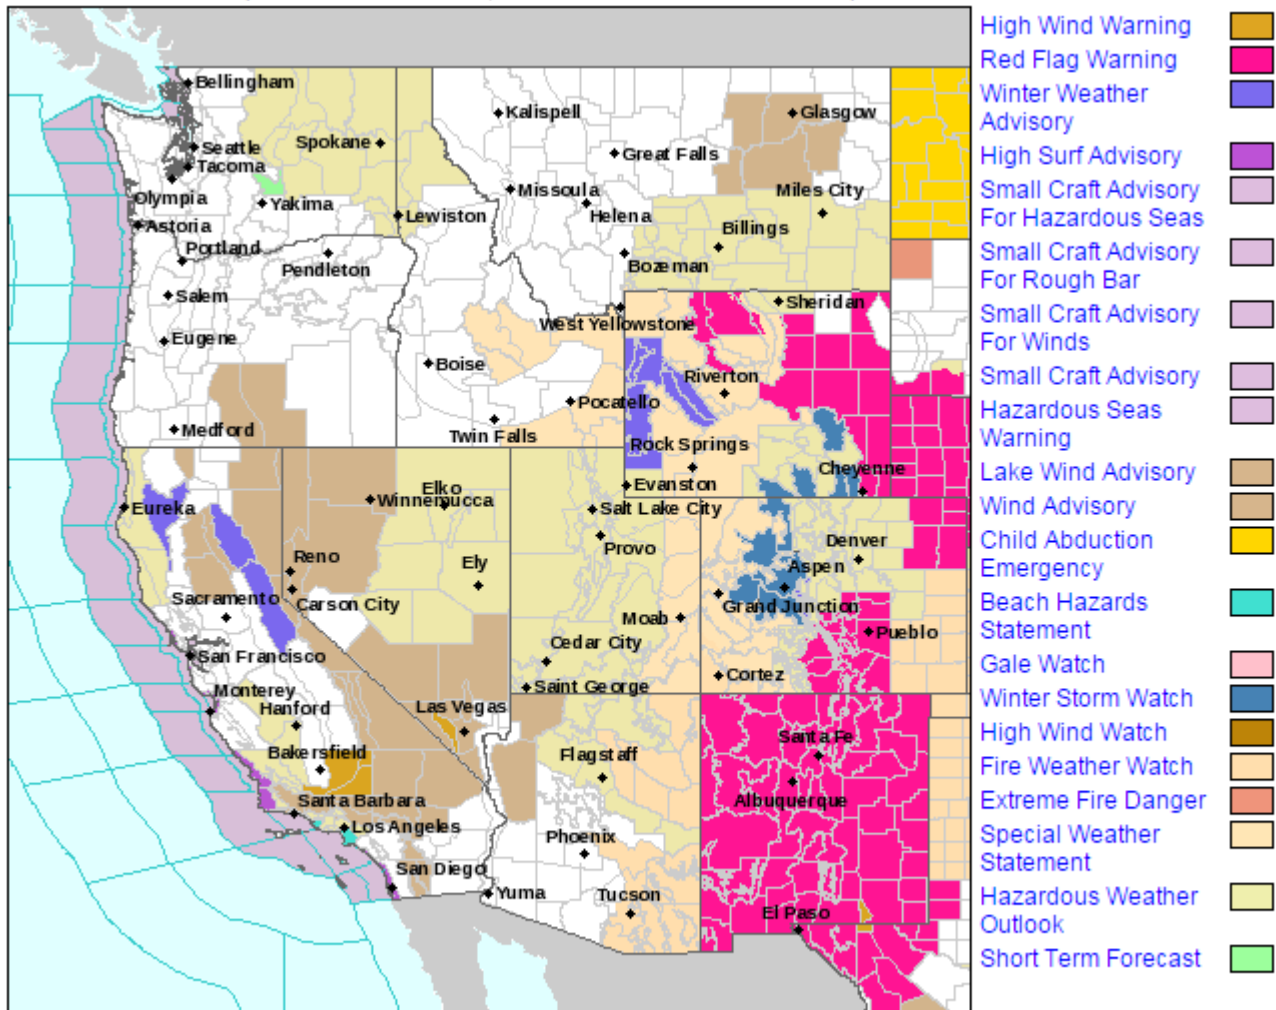 Bellingham
Kalispell
Glasgow
Seattle
Spokane
Great Falls
Tacoma
Missoula
Miles City
Olympia
Yakima
Lewiston
Helena
Astoria
Billings
Portland
Pendleton
Bozeman
Salem
Sheridan
West Yellowstone
Eugene
Boise
Riverton
Pocatello
Medford
Twin Falls
Rock Springs
Cheyenne
Evanston
Elko
Winnemucca
Eureka
Salt Lake City
Provo
Denver
Reno
Ely
Aspen
Sacramento
Carson City
Grand Junction
Moab
Pueblo
Cedar City
San Francisco
Cortez
Saint George
Monterey
Hanford
Las Vegas
Santa Fe
Bakersfield
Flagstaff
Santa Barbara
Albuquerque
Los Angeles
Phoenix
San Diego
Yuma
Tucson
El Paso
High Wind Warning
Red Flag Warning
Winter Weather
Advisory
High Surf Advisory
Small Craft Advisory
For Hazardous Seas
Small Craft Advisory
For Rough Bar
Small Craft Advisory
For Winds
Small Craft Advisory
Hazardous Seas
Warning
Lake Wind Advisory
Wind Advisory
Child Abduction
Emergency
Beach Hazards
Statement
Gale Watch
Winter Storm Watch
High Wind Watch
Fire Weather Watch
Extreme Fire Danger
Special Weather
Statement
Hazardous Weather
Outlook
Short Term Forecast